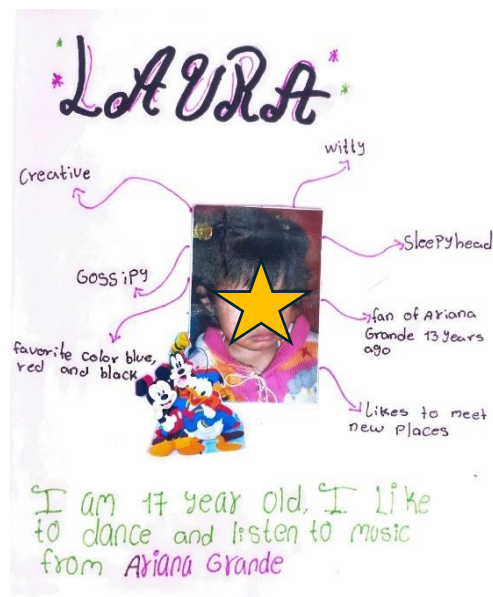 LAURA
witty
Creative
Sleepyhead
Gossipy
fan of Ariana
Grande 13 years
ago
favorite color blue,
red and black
Likes to meet
new places
I am 17 year old, I like
to dance and listen to music
from Ariana Grande